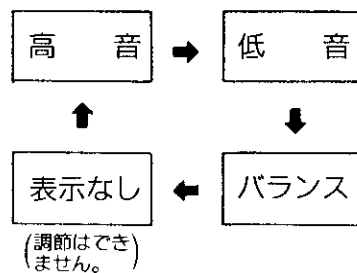 高 音 ➡ 低 音
⬇
バランス
⬅
表示なし
⬆
(調節はでき
ません。)